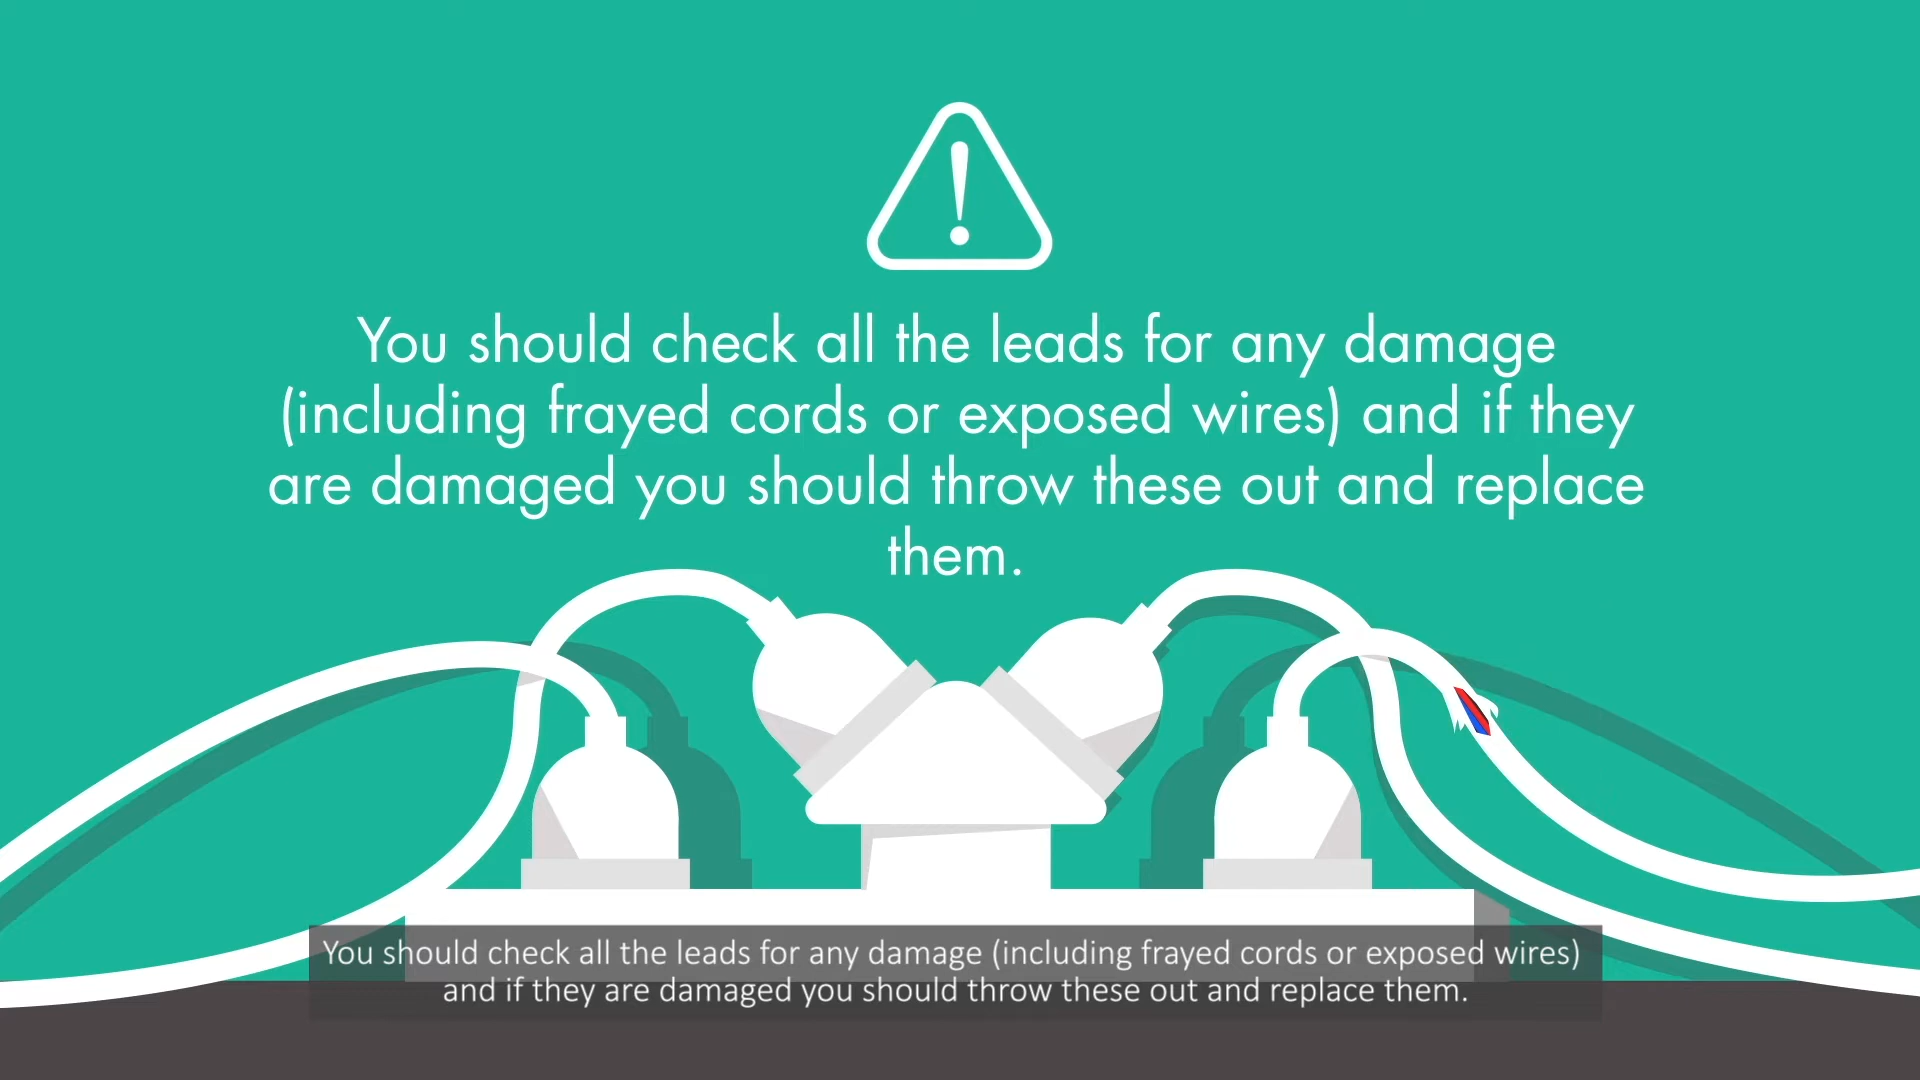 You should check all the leads for any damage
(including frayed cords or exposed wires) and if they
are damaged you should throw these out and replace
them.
You should check all the leads for any damage (including frayed cords or exposed wires)
and if they are damaged you should throw these out and replace them.